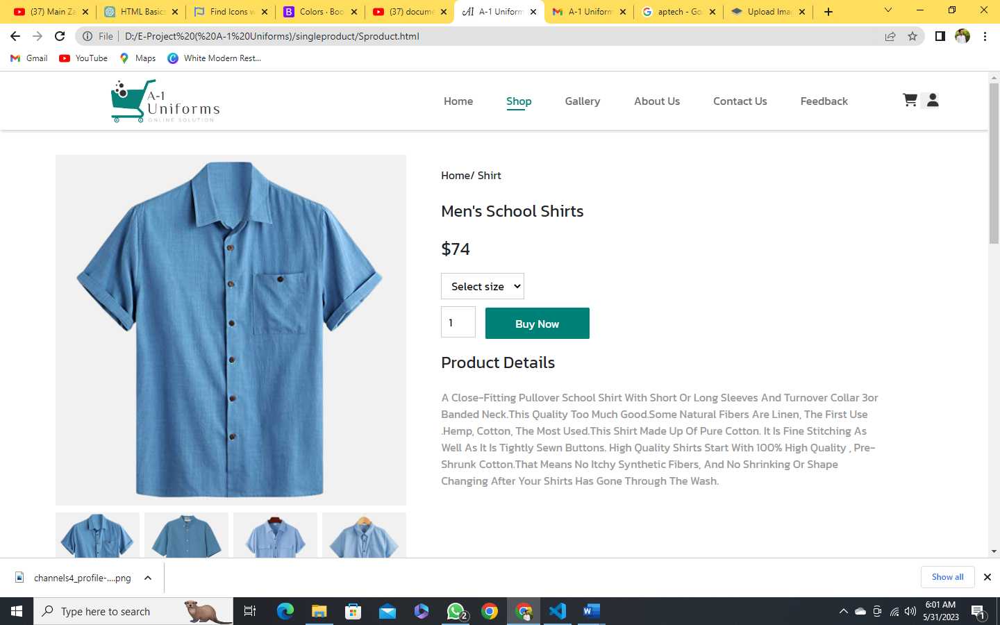 (37) Main Za
HTML Basics
Find Icons w
Colors · Boo
(37) docume
A-1 Uniform
A-1 Uniform
aptech - Goo
Upload Imag
File
D:/E-Project%20(%20A-1%20Uniforms)/singleproduct/Sproduct.html
Gmail
YouTube
Maps
White Modern Rest...
A-1
Uniforms
ONLINE SOLUTION
Home
Shop
Gallery
About Us
Contact Us
Feedback
Home/ Shirt
Men's School Shirts
$74
Select size
1
Buy Now
Product Details
A Close-Fitting Pullover School Shirt With Short Or Long Sleeves And Turnover Collar 3or
Banded Neck.This Quality Too Much Good.Some Natural Fibers Are Linen, The First Use
.Hemp, Cotton, The Most Used.This Shirt Made Up Of Pure Cotton. It Is Fine Stitching As
Well As It Is Tightly Sewn Buttons. High Quality Shirts Start With 100% High Quality , Pre-
Shrunk Cotton.That Means No Itchy Synthetic Fibers, And No Shrinking Or Shape
Changing After Your Shirts Has Gone Through The Wash.
channels4_profile-....png
Show all
Type here to search
2
6:01 AM
5/31/2023
1